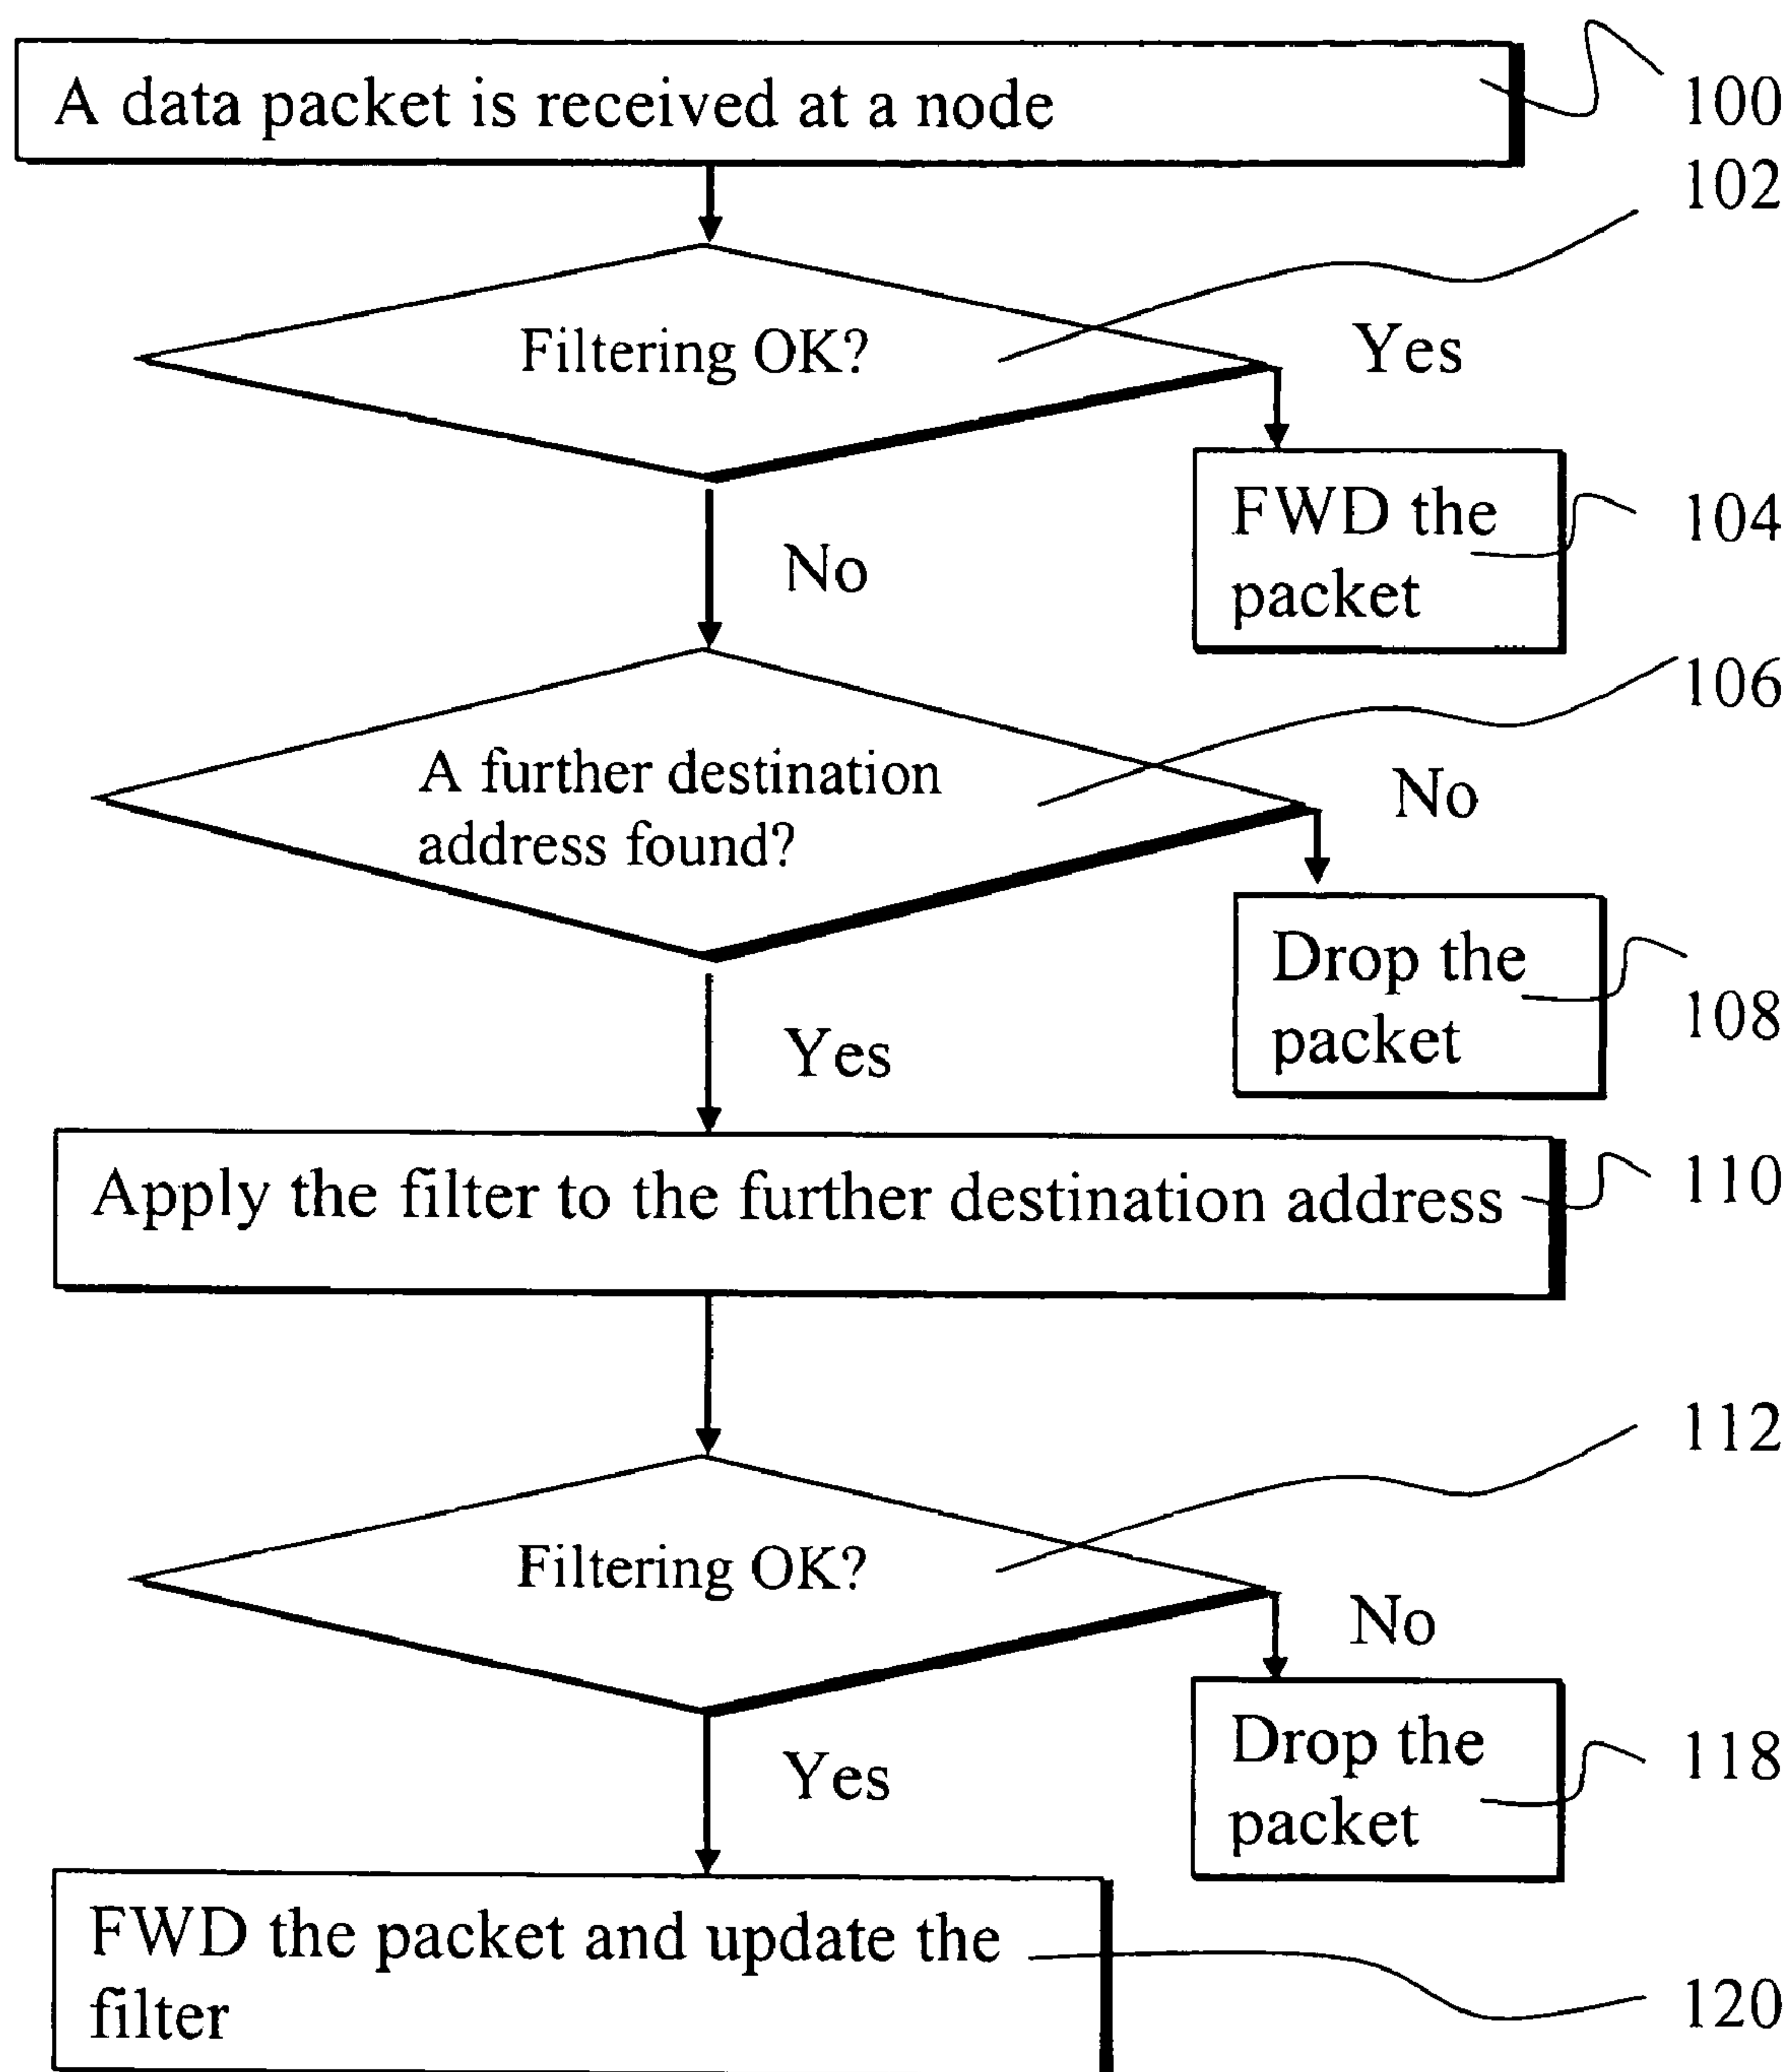 A data packet is received at a node
100
102
Filtering OK?
Yes
FWD the
packet
104
No
106
A further destination
address found?
No
Drop the
packet
108
Yes
Apply the filter to the further destination address
110
112
Filtering OK?
No
Drop the
packet
118
Yes
FWD the packet and update the
filter
120